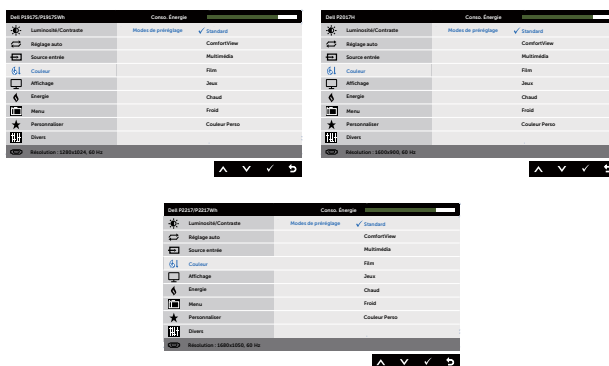 Dell P1917S/P1917SWh Conso. Énergie
Luminosité/Contraste Modes de préréglage ✓ Standard
Réglage auto ComfortView
Source entrée Multimédia
Couleur Film
Affichage Jeux
Energie Chaud
Menu Froid
Personnaliser Couleur Perso
Divers
Résolution : 1280x1024, 60 Hz
Dell P2017H Conso. Énergie
Luminosité/Contraste Modes de préréglage ✓ Standard
Réglage auto ComfortView
Source entrée Multimédia
Couleur Film
Affichage Jeux
Energie Chaud
Menu Froid
Personnaliser Couleur Perso
Divers
Résolution : 1600x900, 60 Hz
Dell P2217/P2217Wh Conso. Énergie
Luminosité/Contraste Modes de préréglage ✓ Standard
Réglage auto ComfortView
Source entrée Multimédia
Couleur Film
Affichage Jeux
Energie Chaud
Menu Froid
Personnaliser Couleur Perso
Divers
Résolution : 1680x1050, 60 Hz